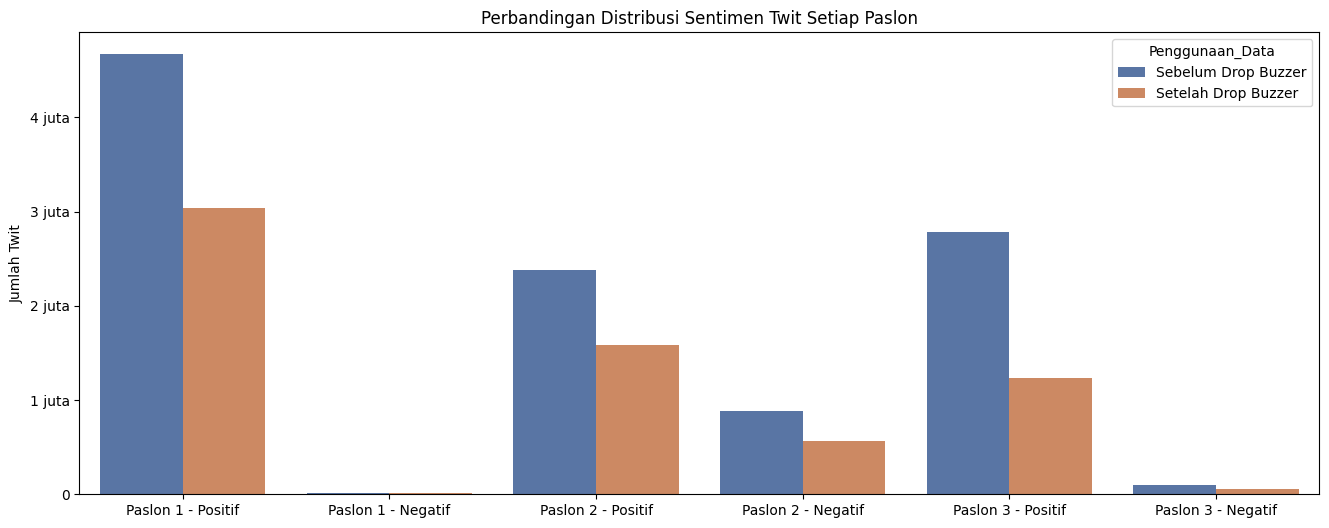 Perbandingan Distribusi Sentimen Twit Setiap Paslon
Penggunaan_Data
Sebelum Drop Buzzer
Setelah Drop Buzzer
Jumlah Twit
4 juta
3 juta
2 juta
1 juta
0
Paslon 1 - Positif
Paslon 1 - Negatif
Paslon 2 - Positif
Paslon 2 - Negatif
Paslon 3 - Positif
Paslon 3 - Negatif